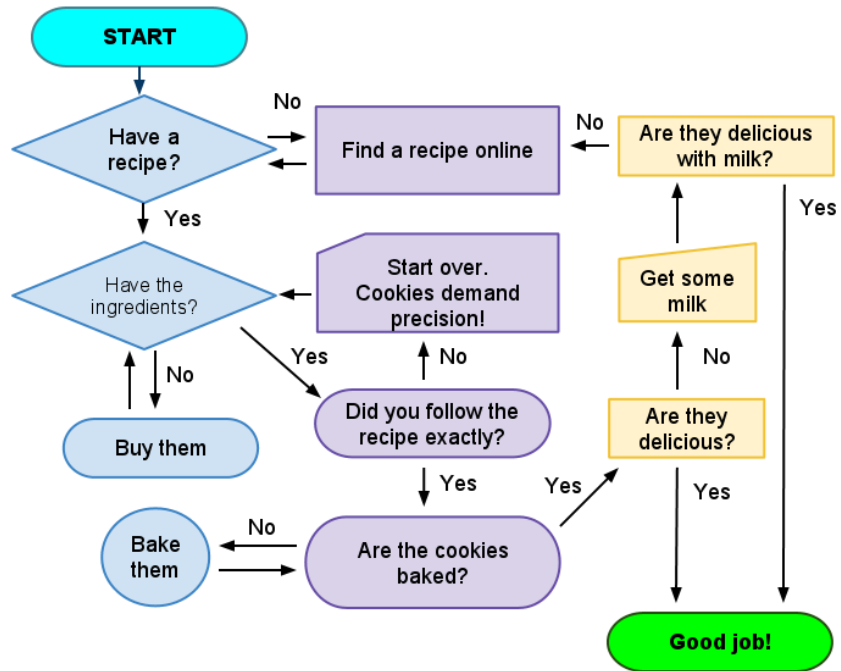 START
Have a
recipe?
No
Find a recipe online
No
Are they delicious
with milk?
Yes
Yes
Have the
ingredients?
Start over.
Cookies demand
precision!
Get some
milk
No
Buy them
Yes
No
Did you follow the
recipe exactly?
No
Are they
delicious?
Yes
Yes
Yes
Bake
them
No
Are the cookies
baked?
Good job!